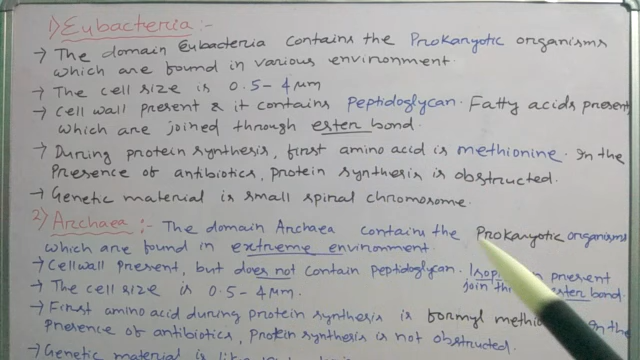 1) Eubacteria :-
→ The domain Eubacteria contains the Prokaryotic organisms
which are found in various environment.
→ The cell size is 0.5 - 4 μm
→ Cell wall present & it contains Peptidoglycan. Fatty acids present
which are joined through ester bond.
→ During protein synthesis, first amino acid is methionine. In the
Presence of antibiotics, protein synthesis is obstructed.
→ Genetic material is small spiral chromosome.
2) Archaea :- The domain Archaea contains the Prokaryotic organisms
which are found in extreme environment.
→ Cell wall present, but does not contain peptidoglycan. present
join ester bond.
→ The cell size is 0.5 - 4 μm.
→ First amino acid during protein synthesis is formyl the
presence of antibiotics, Protein synthesis is not obstructed.
→ Genetic material is